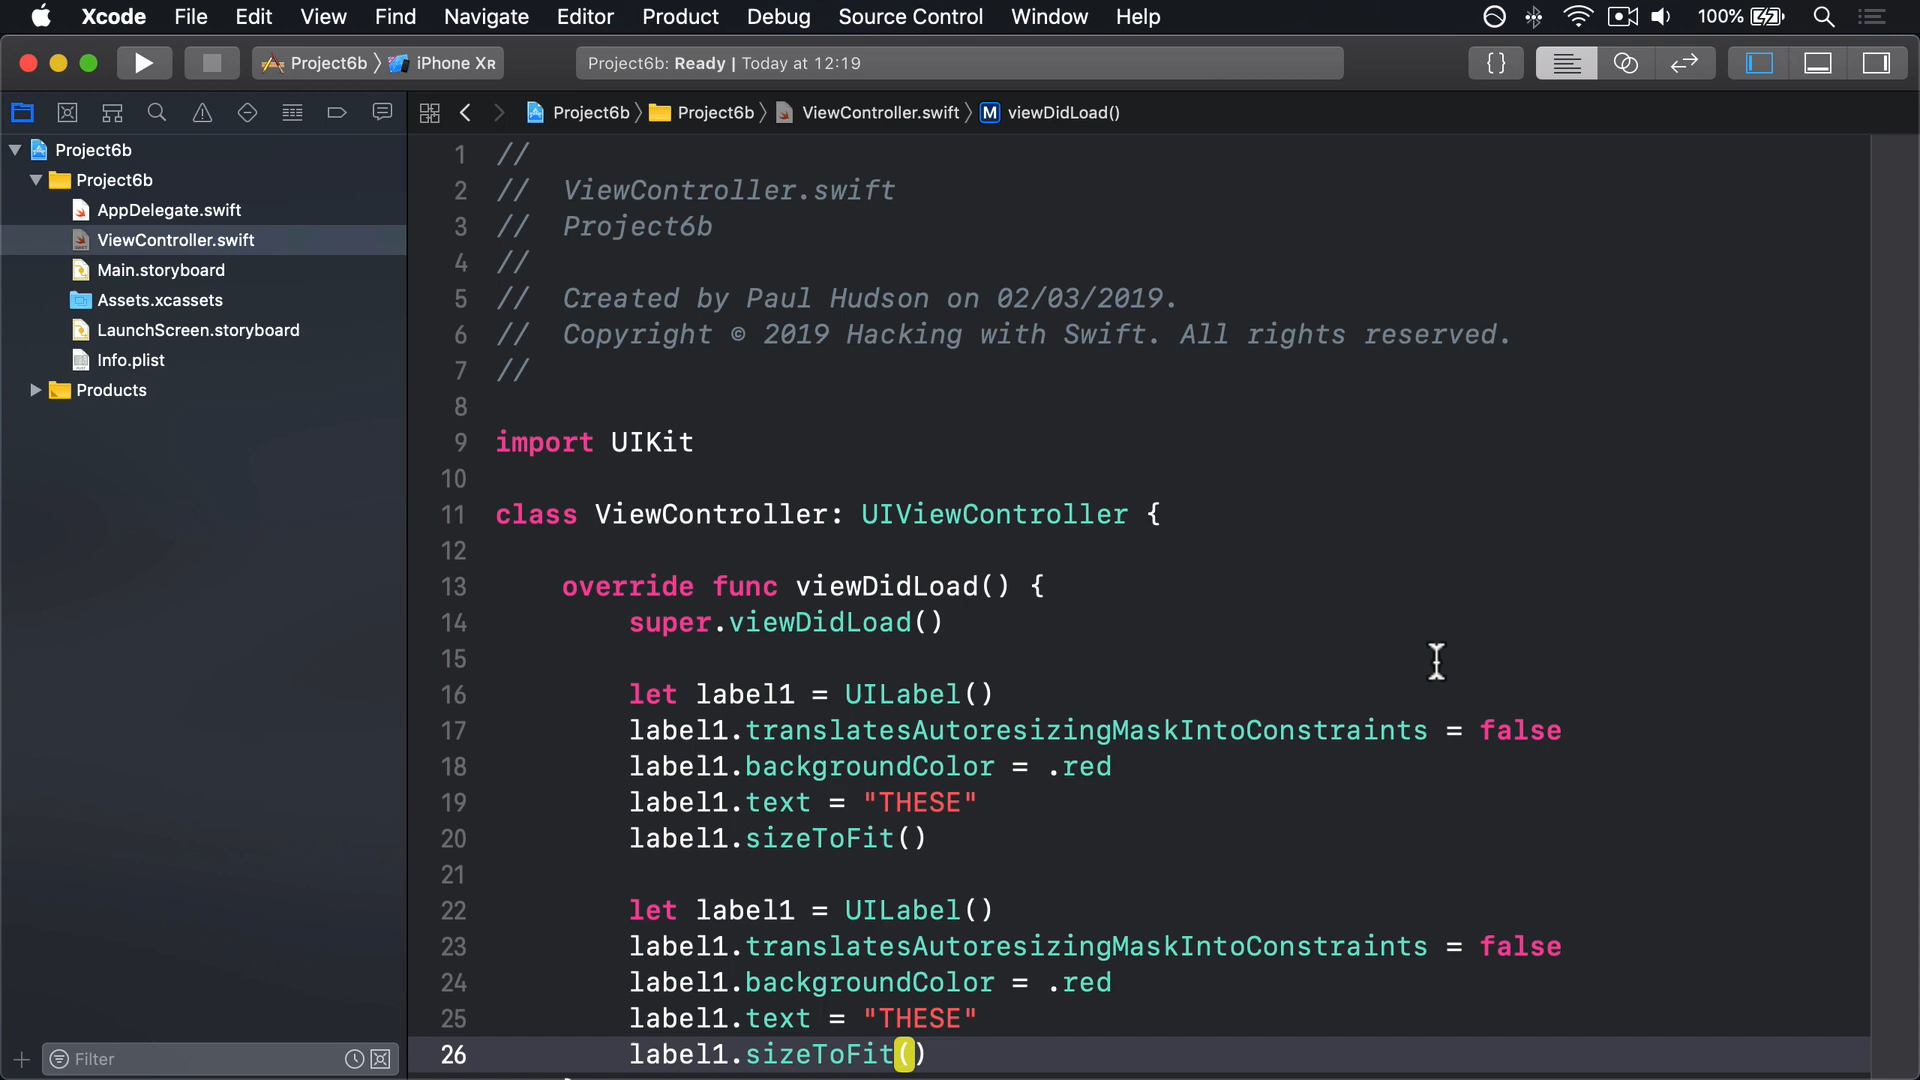 Xcode File Edit View Find Navigate Editor Product Debug Source Control Window Help 100%
Project6b iPhone XR Project6b: Ready | Today at 12:19 {}
Project6b Project6b ViewController.swift M viewDidLoad()
Project6b
Project6b
AppDelegate.swift
ViewController.swift
Main.storyboard
Assets.xcassets
LaunchScreen.storyboard
Info.plist
Products
Filter
1 //
2 //  ViewController.swift
3 //  Project6b
4 //
5 //  Created by Paul Hudson on 02/03/2019.
6 //  Copyright © 2019 Hacking with Swift. All rights reserved.
7 //
8
9 import UIKit
10
11 class ViewController: UIViewController {
12
13     override func viewDidLoad() {
14         super.viewDidLoad()
15
16         let label1 = UILabel()
17         label1.translatesAutoresizingMaskIntoConstraints = false
18         label1.backgroundColor = .red
19         label1.text = "THESE"
20         label1.sizeToFit()
21
22         let label1 = UILabel()
23         label1.translatesAutoresizingMaskIntoConstraints = false
24         label1.backgroundColor = .red
25         label1.text = "THESE"
26         label1.sizeToFit()